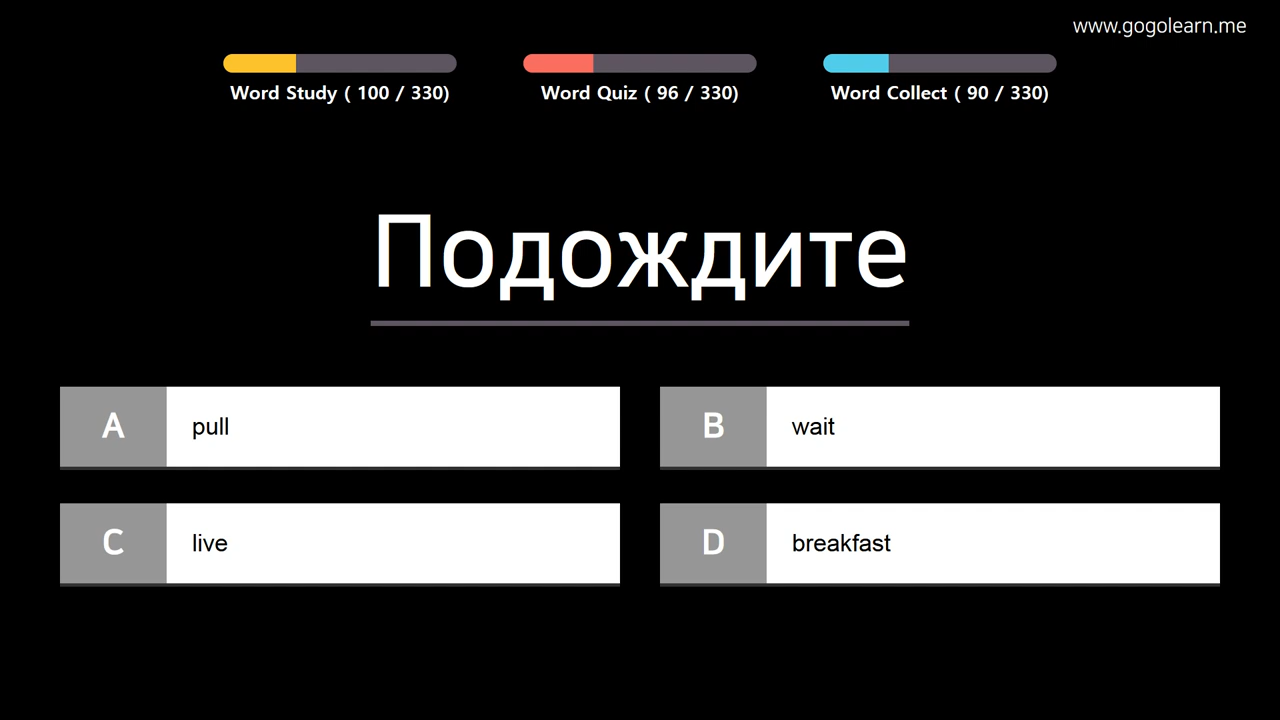 www.gogolearn.me
Word Study ( 100 / 330)
Word Quiz ( 96 / 330)
Word Collect ( 90 / 330)
Подождите
A pull
B wait
C live
D breakfast